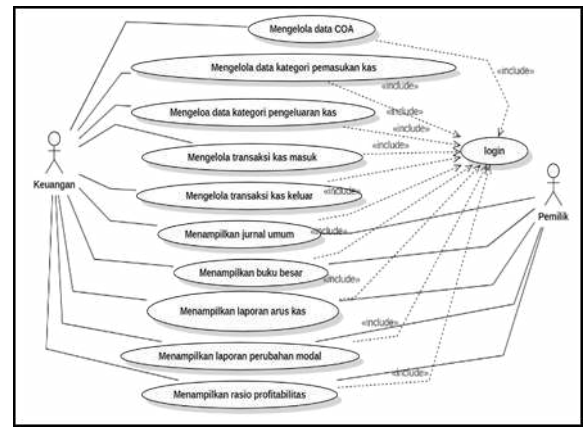 Mengelola data COA
«include»
Mengelola data kategori pemasukan kas
«include»
Mengeloa data kategori pengeluaran kas
«include»
Mengelola transaksi kas masuk
«include»
login
Keuangan
Mengelola transaksi kas keluar
«include»
Pemilik
Menampilkan jurnal umum
«include»
Menampilkan buku besar
«include»
Menampilkan laporan arus kas
«include»
Menampilkan laporan perubahan modal
«include»
Menampilkan rasio profitabilitas